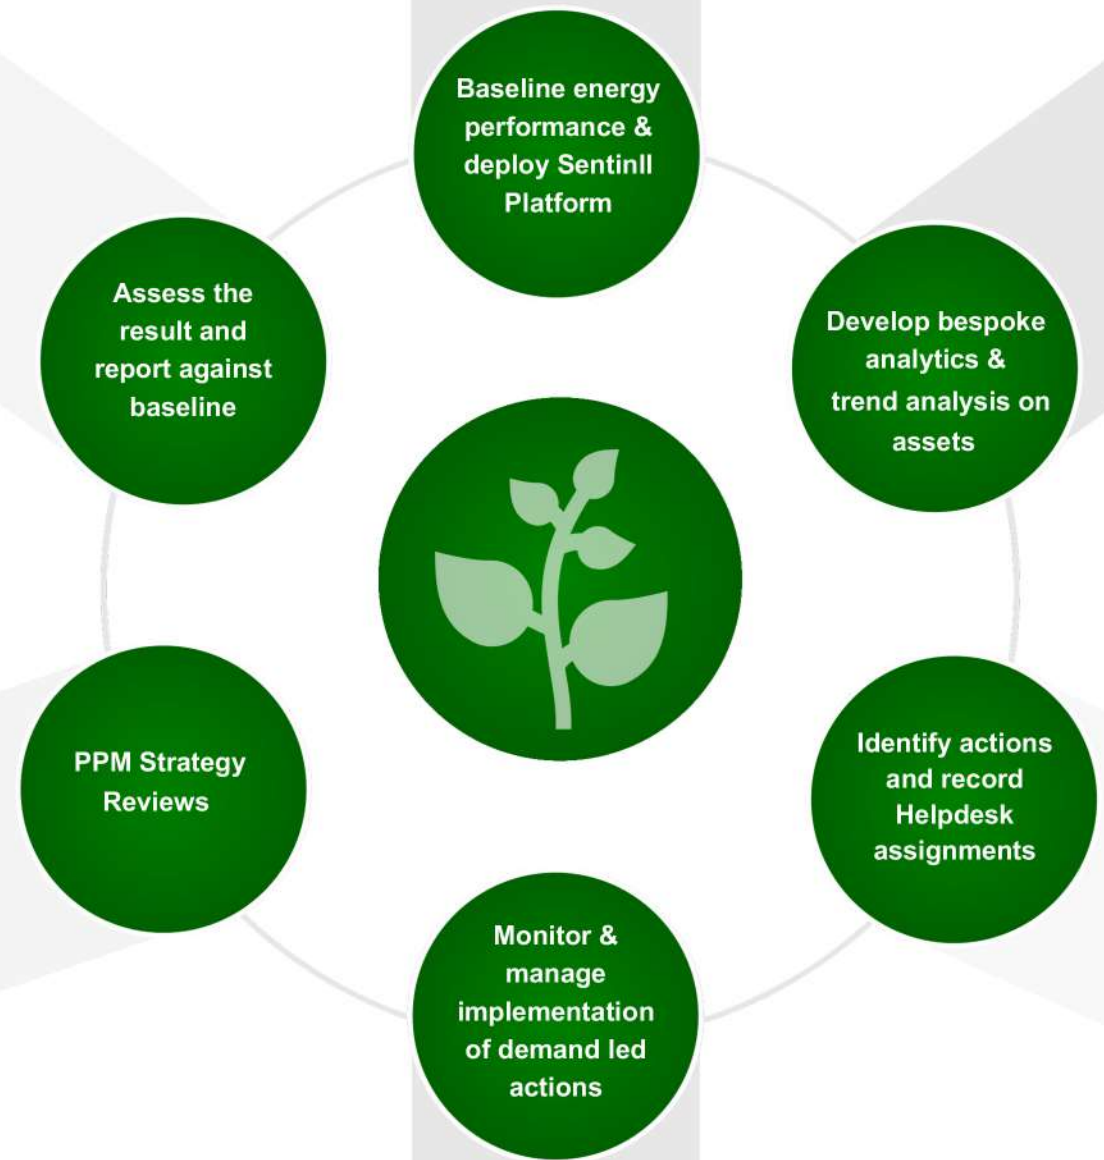 Baseline energy
performance &
deploy Sentinll
Platform
Develop bespoke
analytics &
trend analysis on
assets
Identify actions
and record
Helpdesk
assignments
Monitor &
manage
implementation
of demand led
actions
PPM Strategy
Reviews
Assess the
result and
report against
baseline